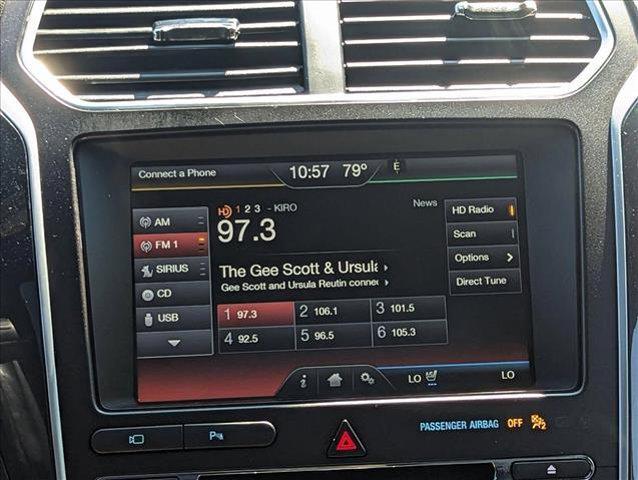 Connect a Phone 10:57 79° E
HD 1 2 3 - KIRO News
97.3
AM
FM 1
SIRIUS
CD
USB
The Gee Scott & Ursula
Gee Scott and Ursula Reutin connec
1 97.3 2 106.1 3 101.5
4 92.5 5 96.5 6 105.3
HD Radio
Scan
Options
Direct Tune
i LO LO
P
PASSENGER AIRBAG OFF 2